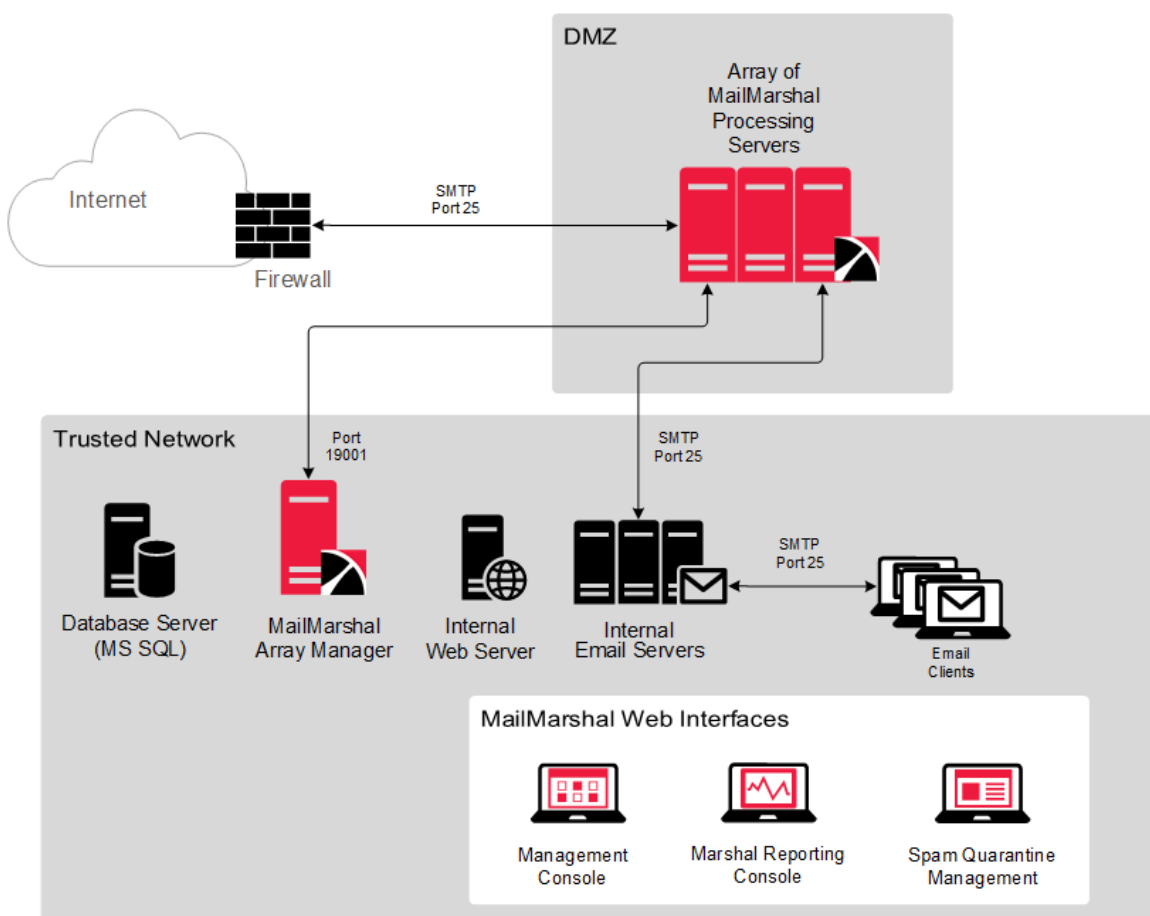 DMZ
Array of
MailMarshal
Processing
Servers
Internet
SMTP
Port 25
Firewall
Trusted Network
Port
19001
SMTP
Port 25
SMTP
Port 25
Database Server
(MS SQL)
MailMarshal
Array Manager
Internal
Web Server
Internal
Email Servers
Email
Clients
MailMarshal Web Interfaces
Management
Console
Marshal Reporting
Console
Spam Quarantine
Management